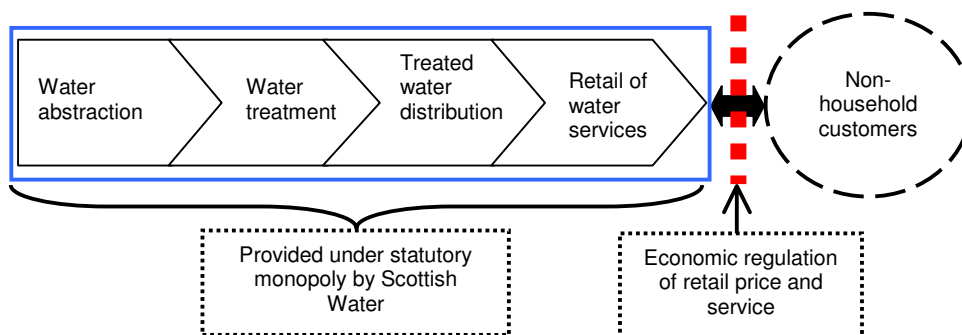 Water
abstraction
Water
treatment
Treated
water
distribution
Retail of
water
services
Non-
household
customers
Provided under statutory
monopoly by Scottish
Water
Economic regulation
of retail price and
service